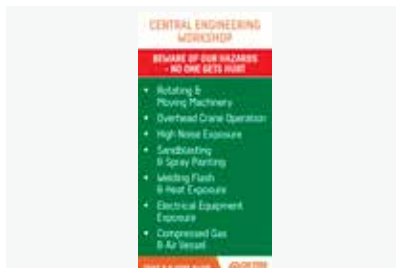 CENTRAL ENGINEERING
WORKSHOP
BEWARE OF OUR HAZARDS
- NO ONE GETS HURT
• Rotating &
Moving Machinery
• Overhead Crane Operation
• High Noise Exposure
• Sandblasting
& Spray Painting
• Welding Flash
& Heat Exposure
• Electrical Equipment
Exposure
• Compressed Gas
& Air Vessel